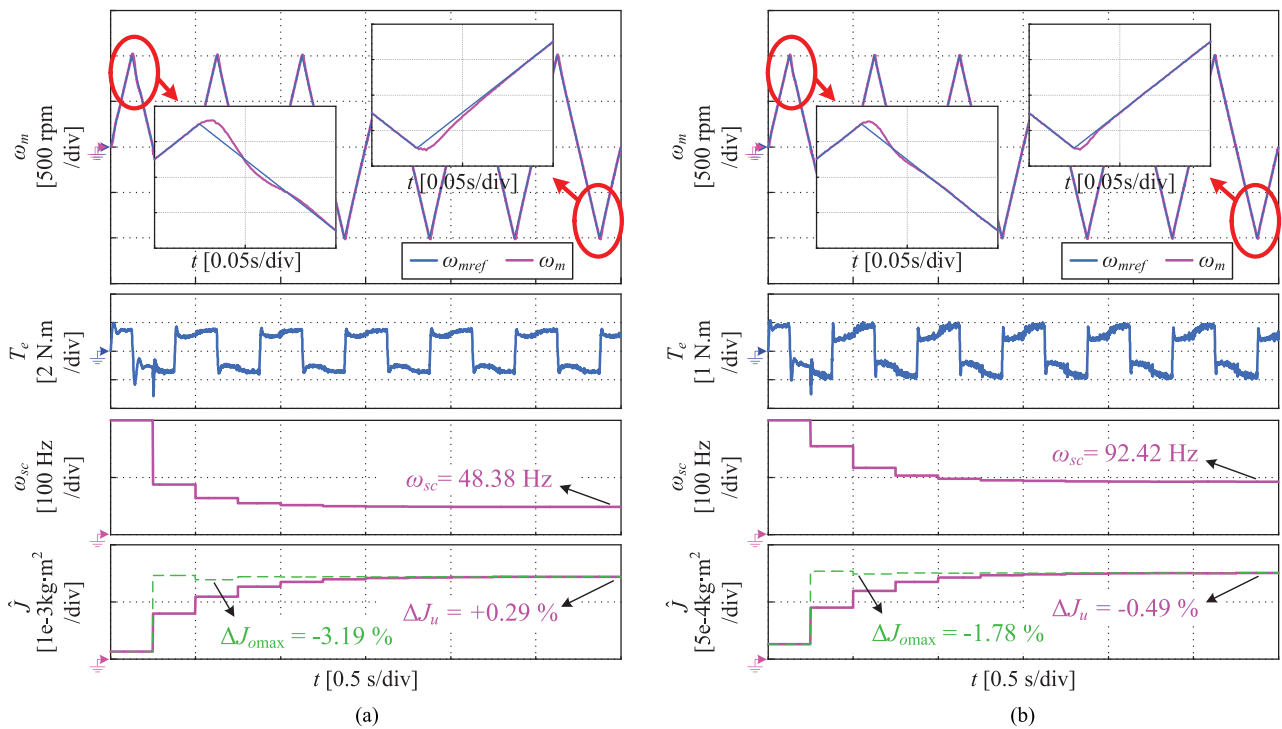 ω_m
[500 rpm
/div]
t [0.05s/div]
t [0.05s/div]
ω_mref ω_m
T_e
[2 N.m
/div]
ω_sc
[100 Hz
/div]
ω_sc= 48.38 Hz
Ĵ
[1e-3kg·m²
/div]
ΔJ_u = +0.29 %
ΔJ_omax = -3.19 %
t [0.5 s/div]
(a)
ω_m
[500 rpm
/div]
t [0.05s/div]
t [0.05s/div]
ω_mref ω_m
T_e
[1 N.m
/div]
ω_sc
[100 Hz
/div]
ω_sc= 92.42 Hz
Ĵ
[5e-4kg·m²
/div]
ΔJ_u = -0.49 %
ΔJ_omax = -1.78 %
t [0.5 s/div]
(b)